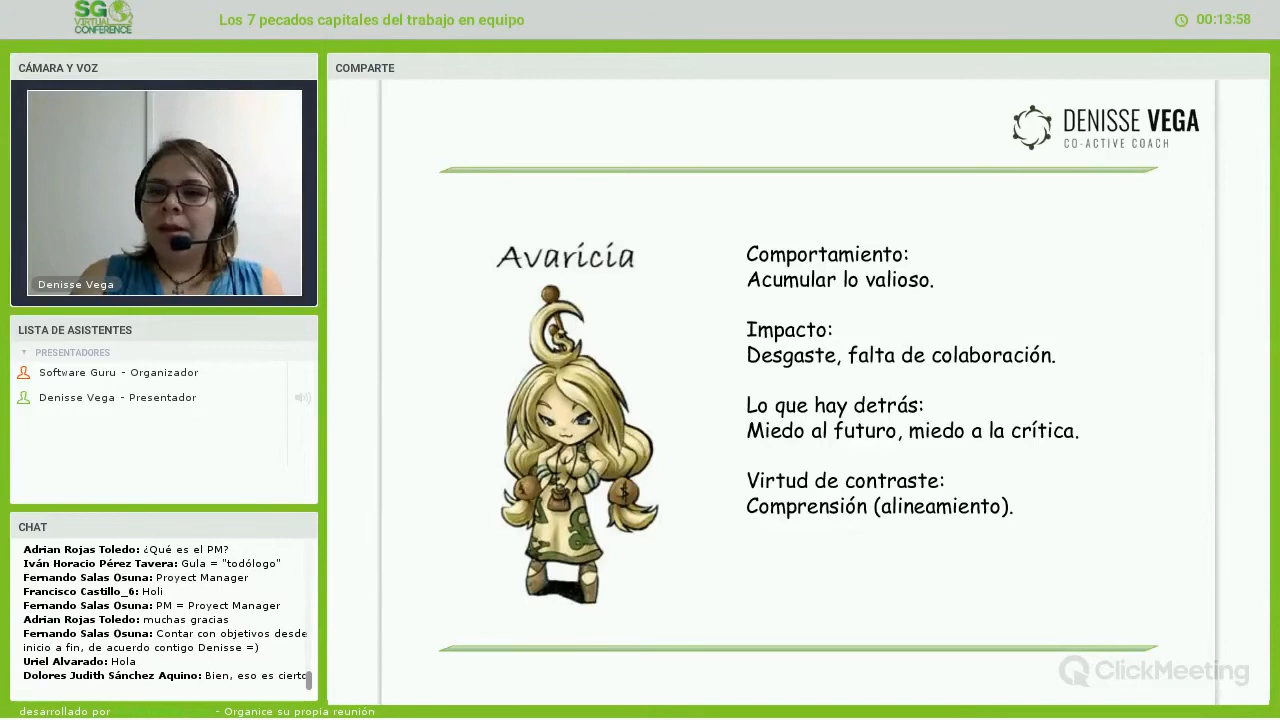 SG
VIRTUAL
CONFERENCE
Los 7 pecados capitales del trabajo en equipo
00:13:58
CÁMARA Y VOZ
Denisse Vega
LISTA DE ASISTENTES
PRESENTADORES
Software Guru - Organizador
Denisse Vega - Presentador
CHAT
Adrian Rojas Toledo: ¿Qué es el PM?
Iván Horacio Pérez Tavera: Gula = "todólogo"
Fernando Salas Osuna: Proyect Manager
Francisco Castillo_6: Holi
Fernando Salas Osuna: PM = Proyect Manager
Adrian Rojas Toledo: muchas gracias
Fernando Salas Osuna: Contar con objetivos desde
inicio a fin, de acuerdo contigo Denisse =)
Uriel Alvarado: Hola
Dolores Judith Sánchez Aquino: Bien, eso es cierto
desarrollado por
- Organice su propia reunión
COMPARTE
DENISSE VEGA
CO-ACTIVE COACH
Avaricia
Comportamiento:
Acumular lo valioso.
Impacto:
Desgaste, falta de colaboración.
Lo que hay detrás:
Miedo al futuro, miedo a la crítica.
Virtud de contraste:
Comprensión (alineamiento).
ClickMeeting